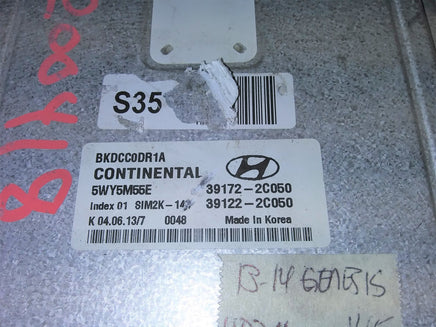 S35
BKDCC0DR1A
CONTINENTAL
5WY5M55E 39172-2C050
Index 01 SIM2K-14 39122-2C050
K 04.06.13/7 0048 Made in Korea
13-14 GENESIS